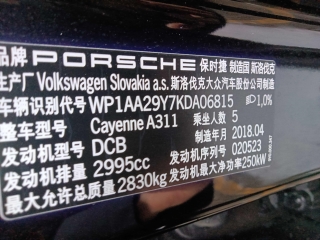 品牌 PORSCHE 保时捷 制造国 斯洛伐克
生产厂 Volkswagen Slovakia a.s. 斯洛伐克大众汽车股份公司制造
车辆识别代号 WP1AA29Y7KDA06815 1,0%
整车型号 Cayenne A311 乘坐人数 5
发动机型号 DCB 制造年月 2018.04
发动机排量 2995cc 发动机序列号 020523
最大允许总质量 2830kg 发动机最大净功率 250kW